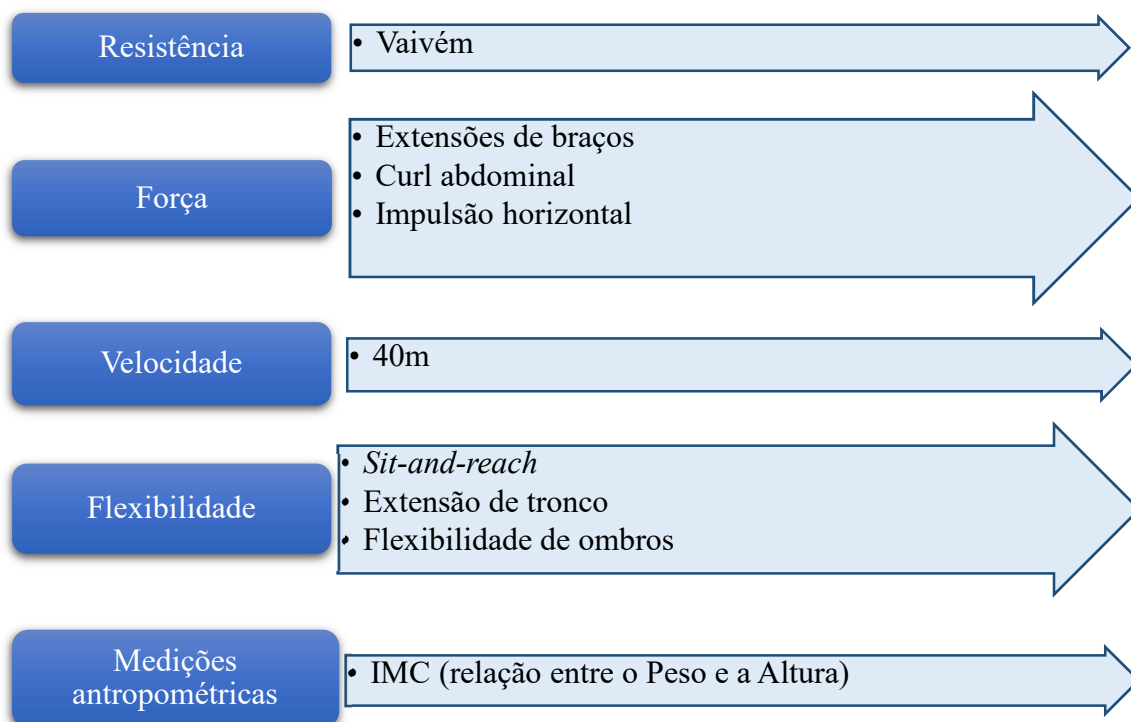 Resistência
• Vaivém
Força
• Extensões de braços
• Curl abdominal
• Impulsão horizontal
Velocidade
• 40m
Flexibilidade
• Sit-and-reach
• Extensão de tronco
• Flexibilidade de ombros
Medições
antropométricas
• IMC (relação entre o Peso e a Altura)